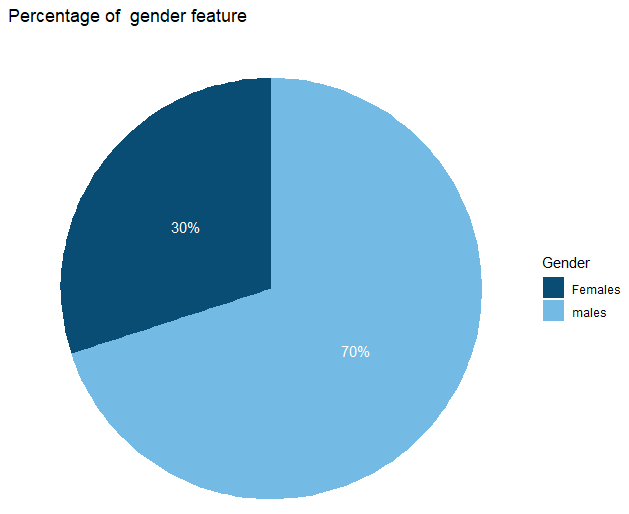 Percentage of  gender feature
30%
70%
Gender
Females
males